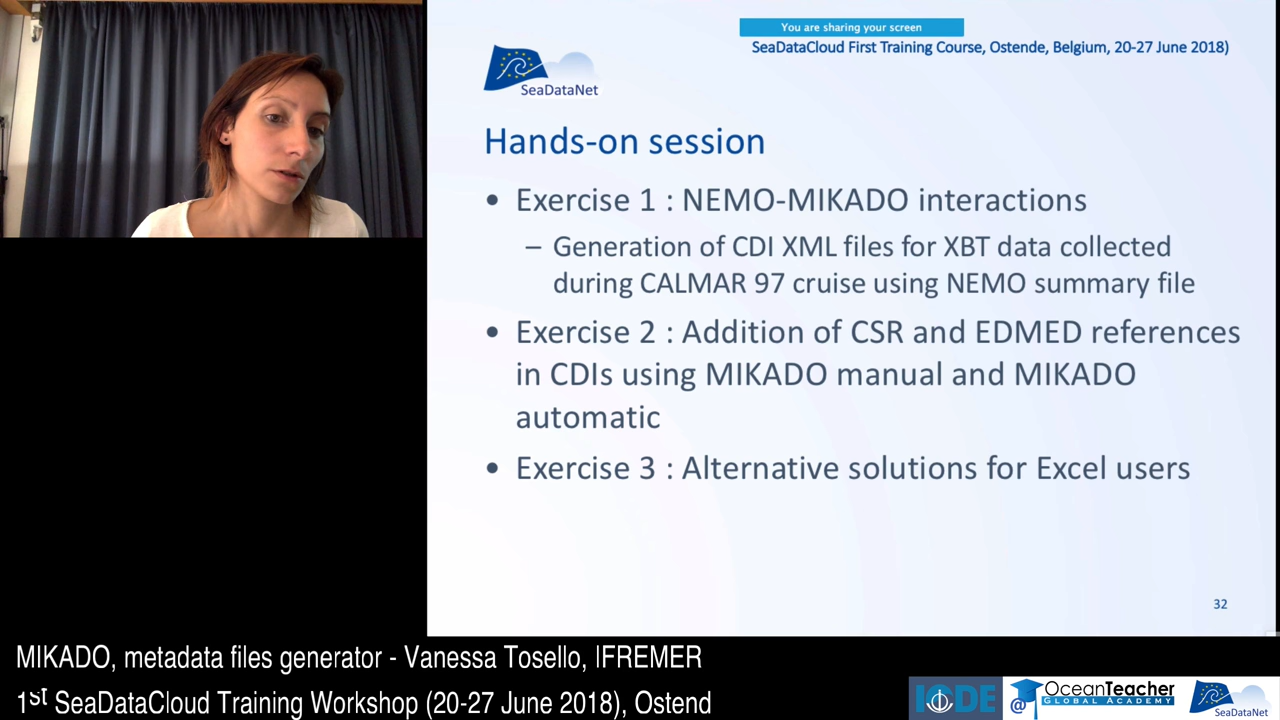 You are sharing your screen
SeaDataCloud First Training Course, Ostende, Belgium, 20-27 June 2018)
SeaDataNet
Hands-on session
• Exercise 1 : NEMO-MIKADO interactions
– Generation of CDI XML files for XBT data collected
during CALMAR 97 cruise using NEMO summary file
• Exercise 2 : Addition of CSR and EDMED references
in CDIs using MIKADO manual and MIKADO
automatic
• Exercise 3 : Alternative solutions for Excel users
32
MIKADO, metadata files generator - Vanessa Tosello, IFREMER
1st SeaDataCloud Training Workshop (20-27 June 2018), Ostend
IODE
@ OceanTeacher
GLOBAL ACADEMY
SeaDataNet